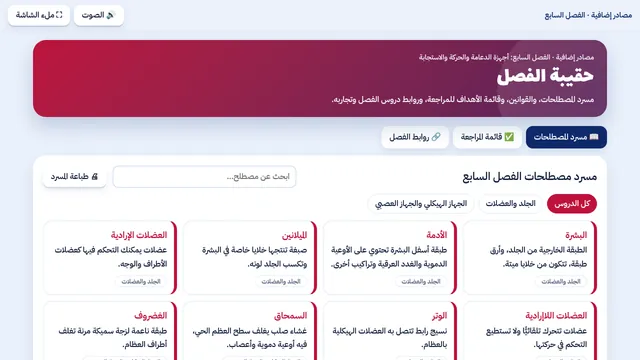 مصادر إضافية - الفصل السابع
🔊 الصوت
⛶ ملء الشاشة
مصادر إضافية - الفصل السابع: أجهزة الدعامة والحركة والاستجابة
حقيبة الفصل
مسرد المصطلحات، والقوانين، وقائمة الأهداف للمراجعة، وروابط دروس الفصل وتجاربه.
📖 مسرد المصطلحات
✅ قائمة المراجعة
🔗 روابط الفصل
مسرد مصطلحات الفصل السابع
ابحث عن مصطلح...
🖨 طباعة المسرد
كل الدروس
الجلد والعضلات
الجهاز الهيكلي والجهاز العصبي
البشرة
الطبقة الخارجية من الجلد، وأرق
طبقة، تتكون من خلايا ميتة.
الجلد والعضلات
الأدمة
طبقة أسفل البشرة تحتوي على الأوعية
الدموية والغدد العرقية وتراكيب أخرى.
الجلد والعضلات
الميلانين
صبغة تنتجها خلايا خاصة في البشرة
وتكسب الجلد لونه.
الجلد والعضلات
العضلات الإرادية
عضلات يمكنك التحكم فيها كعضلات
الأطراف والوجه.
الجلد والعضلات
العضلات اللاإرادية
عضلات تتحرك تلقائيًّا ولا تستطيع
التحكم في حركتها.
الوتر
نسيج رابط تتصل به العضلات الهيكلية
بالعظام.
السمحاق
غشاء صلب يغلف سطح العظم الحي،
فيه أوعية دموية وأعصاب.
الغضروف
طبقة ناعمة لزجة سميكة مرنة تغلف
أطراف العظام.